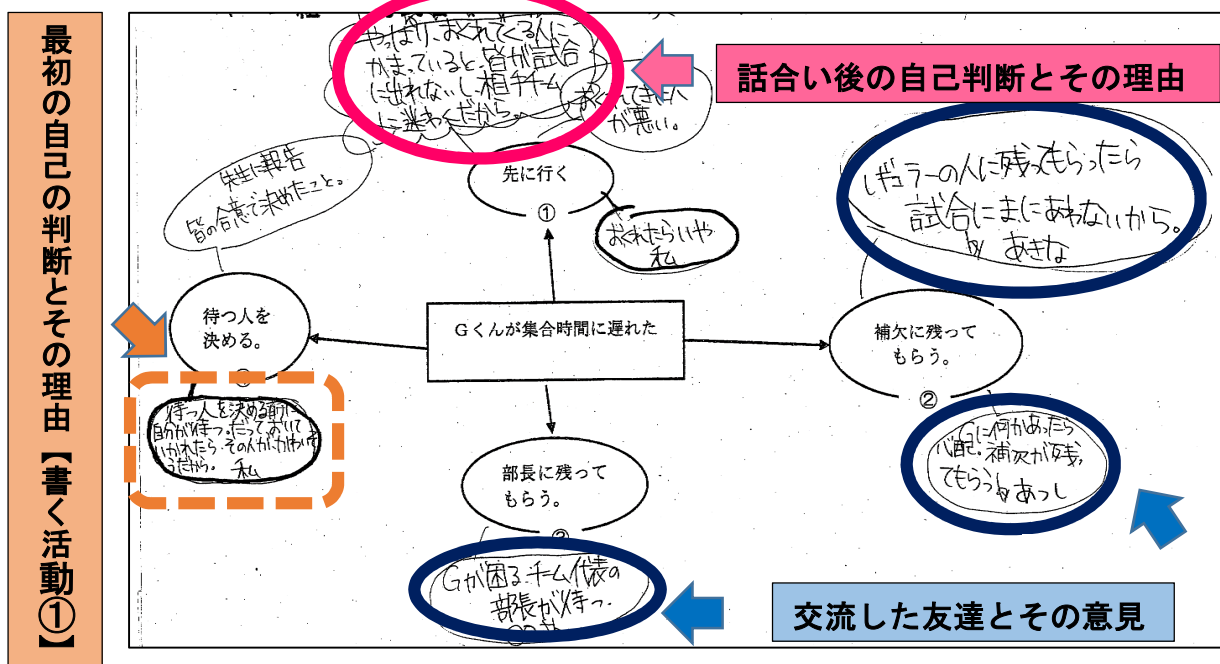 最初の自己の判断とその理由【書く活動①】
やっぱり、おくれてくる人に
かまっていると、皆が試合
に出れないし、相手チーム
に迷わくだから。
話合い後の自己判断とその理由
おくれてきた人
が悪い。
先生に報告
皆の合意で決めたこと。
先に行く
①
おくれたらいや
私
レギュラーの人に残ってもらったら
試合にまにあわないから。
by あきな
待つ人を
決める。
Gくんが集合時間に遅れた
補欠に残って
もらう。
②
待つ人を決める前に
自分が待つ。だっておいて
いかれたら、その人が、かわいそ
うだから。
私
部長に残って
もらう。
Gに何かあったら
心配。補欠が残っ
てもらう by あつし
Gが困る。チーム代表の
部長が待つ。
交流した友達とその意見